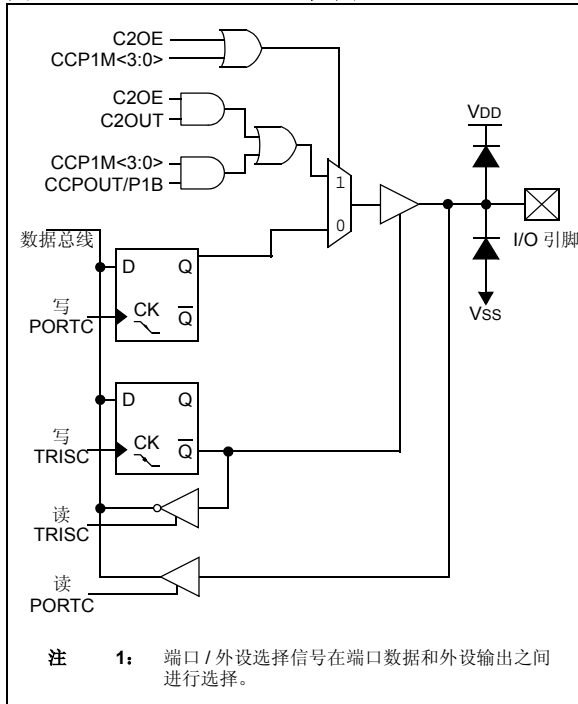 C2OE
CCP1M<3:0>
C2OE
C2OUT
CCP1M<3:0>
CCPOUT/P1B
VDD
1
0
I/O 引脚
VSS
数据总线
D Q
写
PORTC
CK Q
D Q
写
TRISC
CK Q
读
TRISC
读
PORTC
注 1： 端口 / 外设选择信号在端口数据和外设输出之间
进行选择。